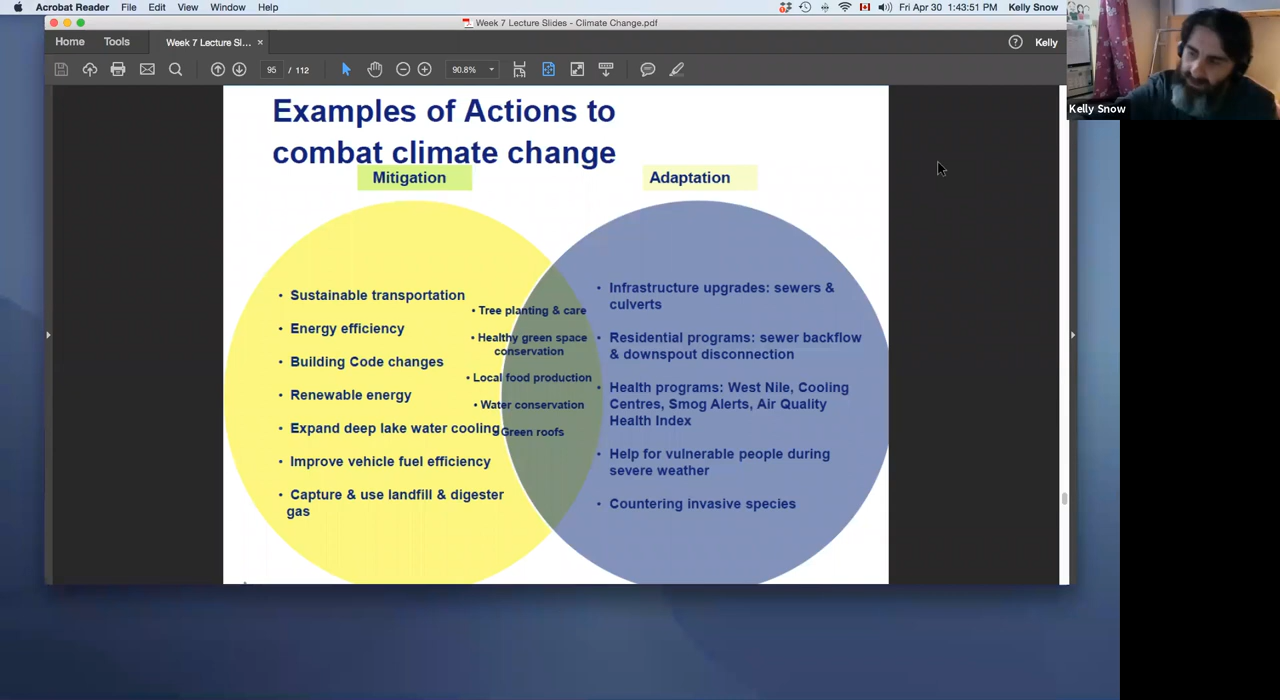 Acrobat Reader File Edit View Window Help Fri Apr 30 1:43:51 PM Kelly Snow
Week 7 Lecture Slides - Climate Change.pdf
Home Tools Week 7 Lecture Sl... × Kelly
95 / 112 90.8%
Kelly Snow
Examples of Actions to
combat climate change
Mitigation
• Sustainable transportation
• Energy efficiency
• Building Code changes
• Renewable energy
• Expand deep lake water cooling
• Improve vehicle fuel efficiency
• Capture & use landfill & digester
gas
• Tree planting & care
• Healthy green space
conservation
• Local food production
• Water conservation
• Green roofs
Adaptation
• Infrastructure upgrades: sewers &
culverts
• Residential programs: sewer backflow
& downspout disconnection
• Health programs: West Nile, Cooling
Centres, Smog Alerts, Air Quality
Health Index
• Help for vulnerable people during
severe weather
• Countering invasive species